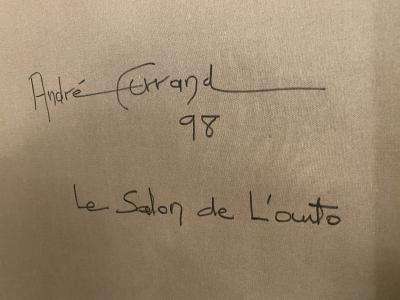 André Ferrand
98
Le Salon de L'auto